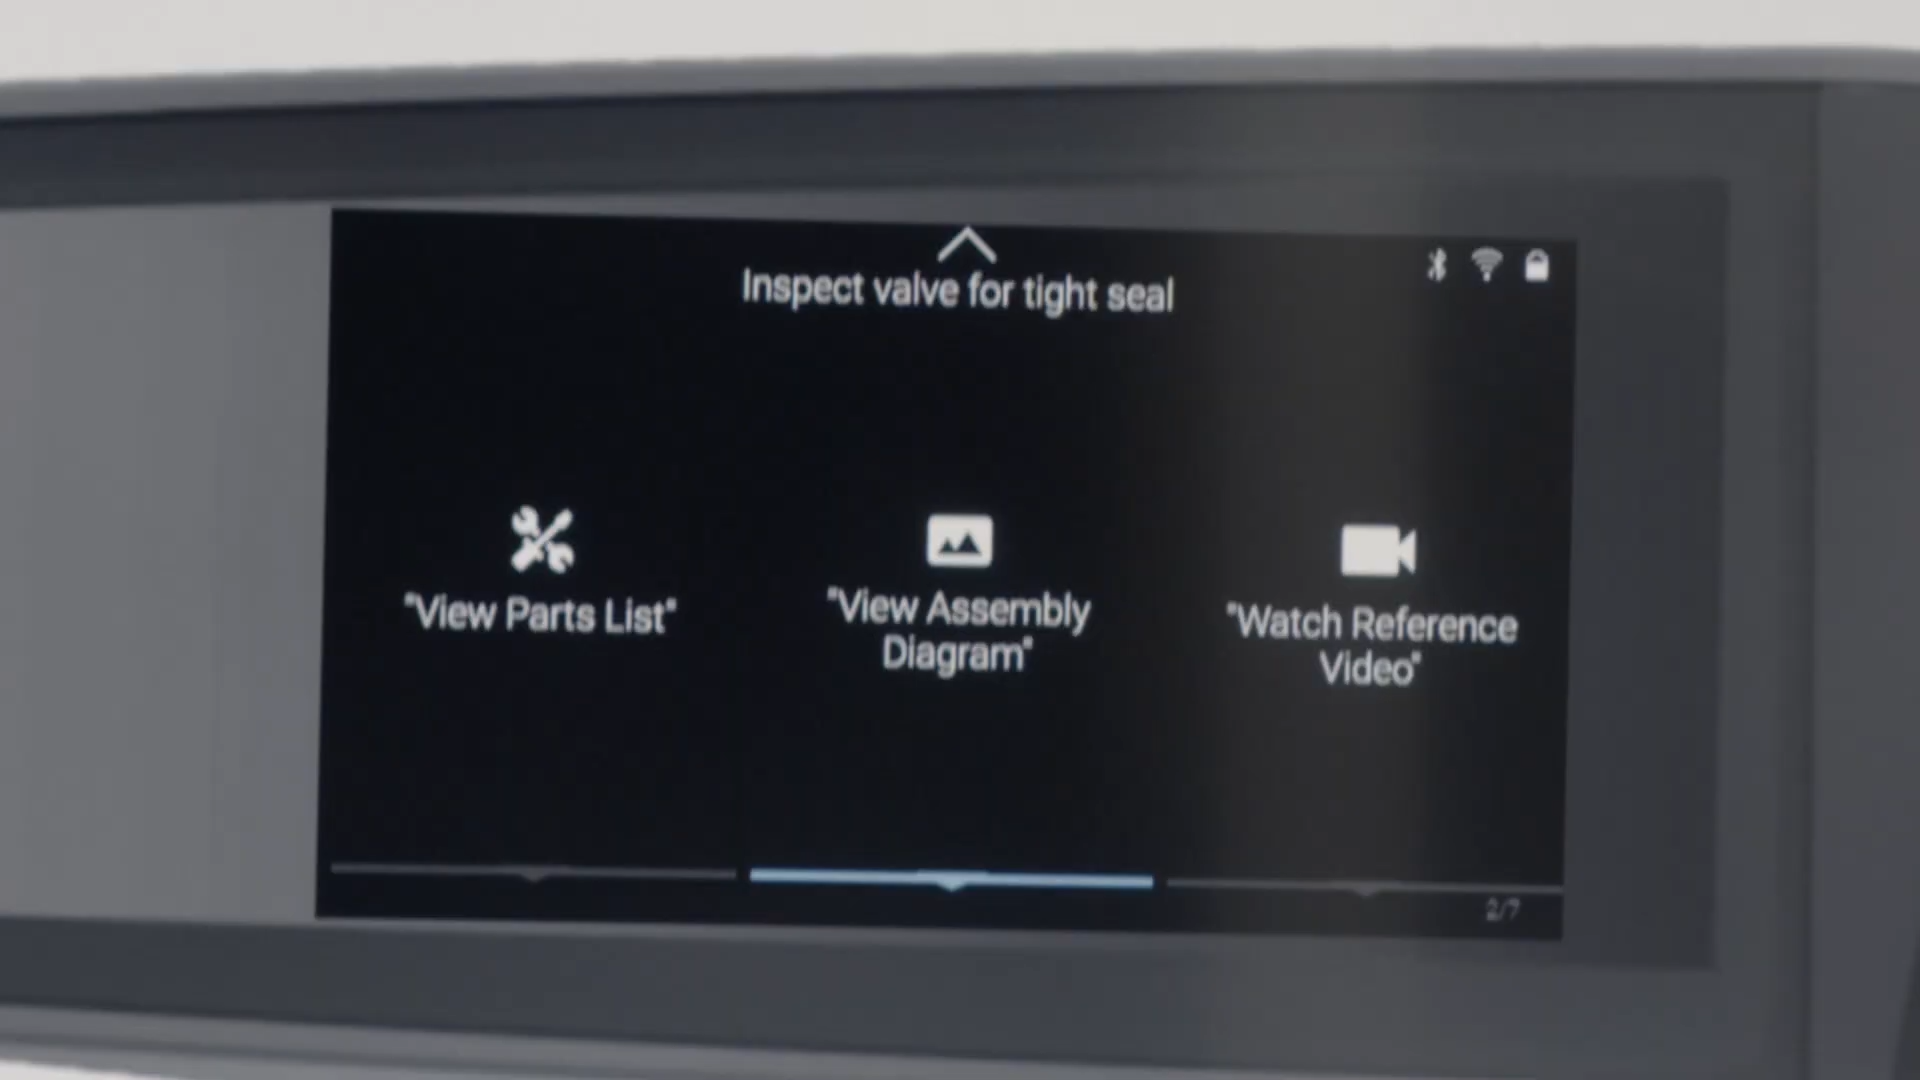 Inspect valve for tight seal
"View Parts List"
"View Assembly
Diagram"
"Watch Reference
Video"
2/7